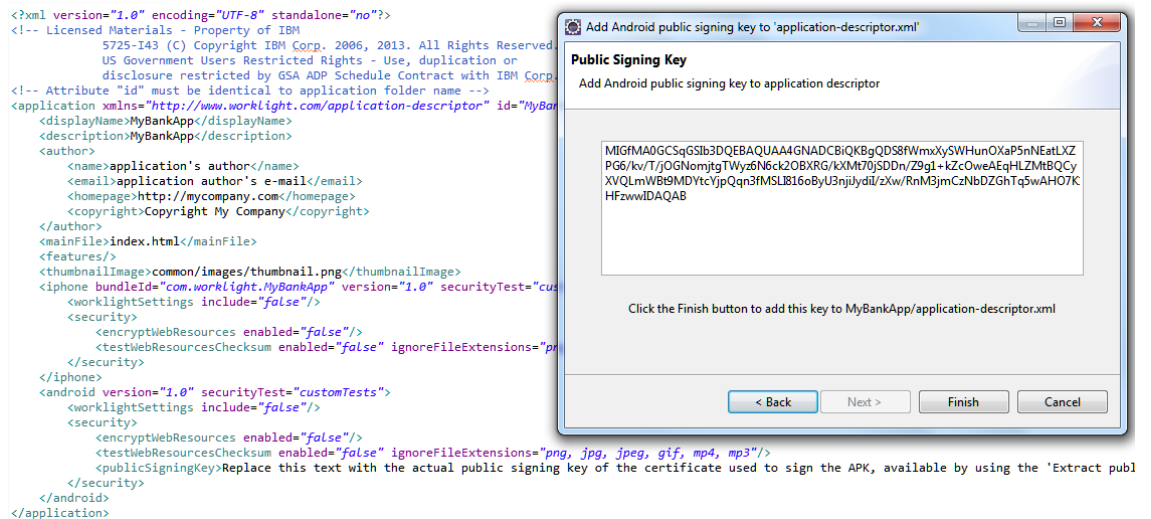 <?xml version="1.0" encoding="UTF-8" standalone="no"?>
<!-- Licensed Materials - Property of IBM
5725-I43 (C) Copyright IBM Corp. 2006, 2013. All Rights Reserved.
US Government Users Restricted Rights - Use, duplication or
disclosure restricted by GSA ADP Schedule Contract with IBM Corp.
<!-- Attribute "id" must be identical to application folder name -->
<application xmlns="http://www.worklight.com/application-descriptor" id="MyBan
<displayName>MyBankApp</displayName>
<description>MyBankApp</description>
<author>
<name>application's author</name>
<email>application author's e-mail</email>
<homepage>http://mycompany.com</homepage>
<copyright>Copyright My Company</copyright>
</author>
<mainFile>index.html</mainFile>
<features/>
<thumbnailImage>common/images/thumbnail.png</thumbnailImage>
<iphone bundleId="com.worklight.MyBankApp" version="1.0" securityTest="cus
<worklightSettings include="false"/>
<security>
<encryptWebResources enabled="false"/>
<testWebResourcesChecksum enabled="false" ignoreFileExtensions="pn
</security>
</iphone>
<android version="1.0" securityTest="customTests">
<worklightSettings include="false"/>
<security>
<encryptWebResources enabled="false"/>
<testWebResourcesChecksum enabled="false" ignoreFileExtensions="png, jpg, jpeg, gif, mp4, mp3"/>
<publicSigningKey>Replace this text with the actual public signing key of the certificate used to sign the APK, available by using the 'Extract publ
</security>
</android>
</application>
Add Android public signing key to 'application-descriptor.xml'
Public Signing Key
Add Android public signing key to application descriptor
MIGfMA0GCSqGSIb3DQEBAQUAA4GNADCBiQKBgQDS8fWmxXySWHunOXaP5nNEatLXZ
PG6/kv/T/jOGNomjtgTWyz6N6ck2OBXRG/kXMt70jSDDn/Z9g1+kZcOweAEqHLZMtBQCy
XVQLmWBt9MDYtcYjpQqn3fMSLI816oByU3njiJydiI/zXw/RnM3jmCzNbDZGhTq5wAHO7K
HFzwwIDAQAB
Click the Finish button to add this key to MyBankApp/application-descriptor.xml
< Back
Next >
Finish
Cancel